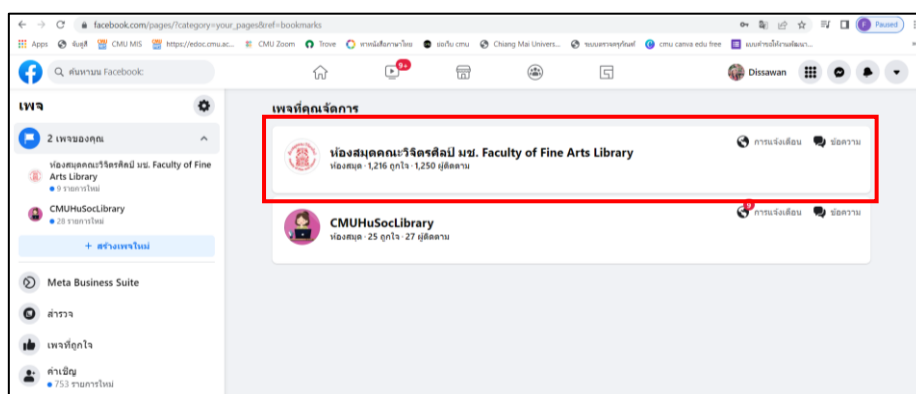 facebook.com/pages/?category=your_pages&ref=bookmarks
Paused
Apps
CMU MIS
https://edoc.cmu.ac...
CMU Zoom
Trove
ขอกับ cmu
Chiang Mai Univers...
cmu canva edu free
ค้นหาบน Facebook
9+
Dissawan
เพจ
2 เพจของคุณ
ห้องสมุดคณะวิจิตรศิลป์ มช. Faculty of Fine
Arts Library
9 รายการใหม่
CMUHuSocLibrary
28 รายการใหม่
+ สร้างเพจใหม่
Meta Business Suite
สำรวจ
เพจที่ถูกใจ
คำเชิญ
753 รายการใหม่
เพจที่คุณจัดการ
ห้องสมุดคณะวิจิตรศิลป์ มช. Faculty of Fine Arts Library
ห้องสมุด · 1,216 ถูกใจ · 1,250 ผู้ติดตาม
การแจ้งเตือน
ข้อความ
CMUHuSocLibrary
ห้องสมุด · 25 ถูกใจ · 27 ผู้ติดตาม
9
การแจ้งเตือน
ข้อความ